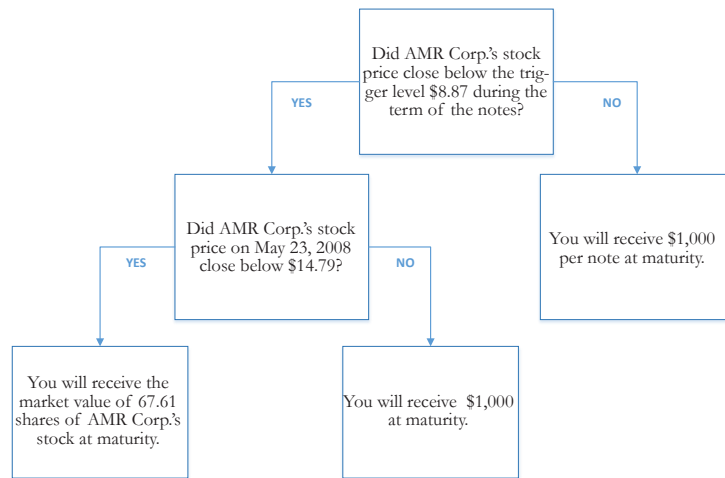 Did AMR Corp.'s stock
price close below the trig-
ger level $8.87 during the
term of the notes?
YES
NO
Did AMR Corp.'s stock
price on May 23, 2008
close below $14.79?
You will receive $1,000
per note at maturity.
YES
NO
You will receive the
market value of 67.61
shares of AMR Corp.'s
stock at maturity.
You will receive $1,000
at maturity.